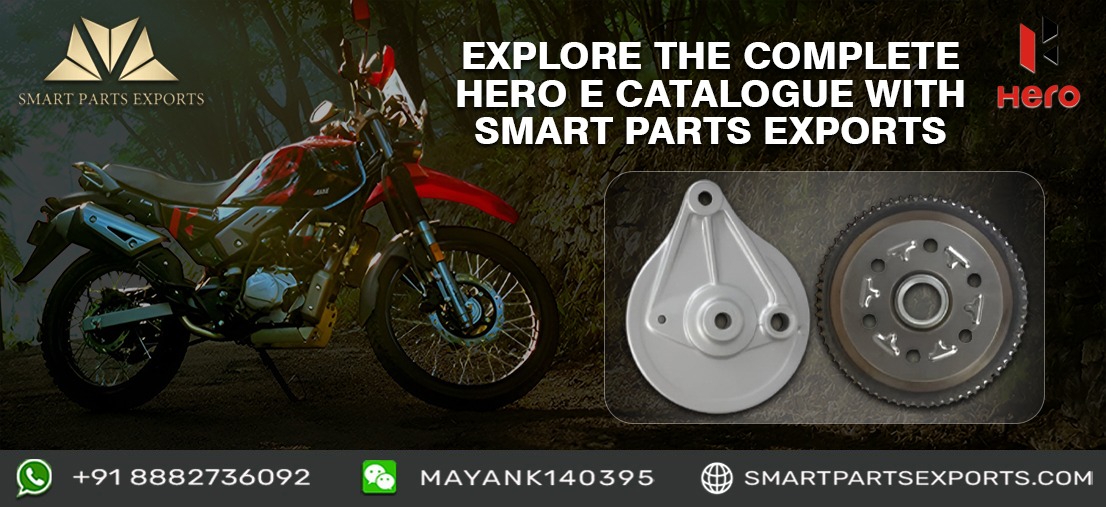 SMART PARTS EXPORTS
EXPLORE THE COMPLETE
HERO E CATALOGUE WITH
SMART PARTS EXPORTS
Hero
+91 8882736092
MAYANK140395
SMARTPARTSEXPORTS.COM